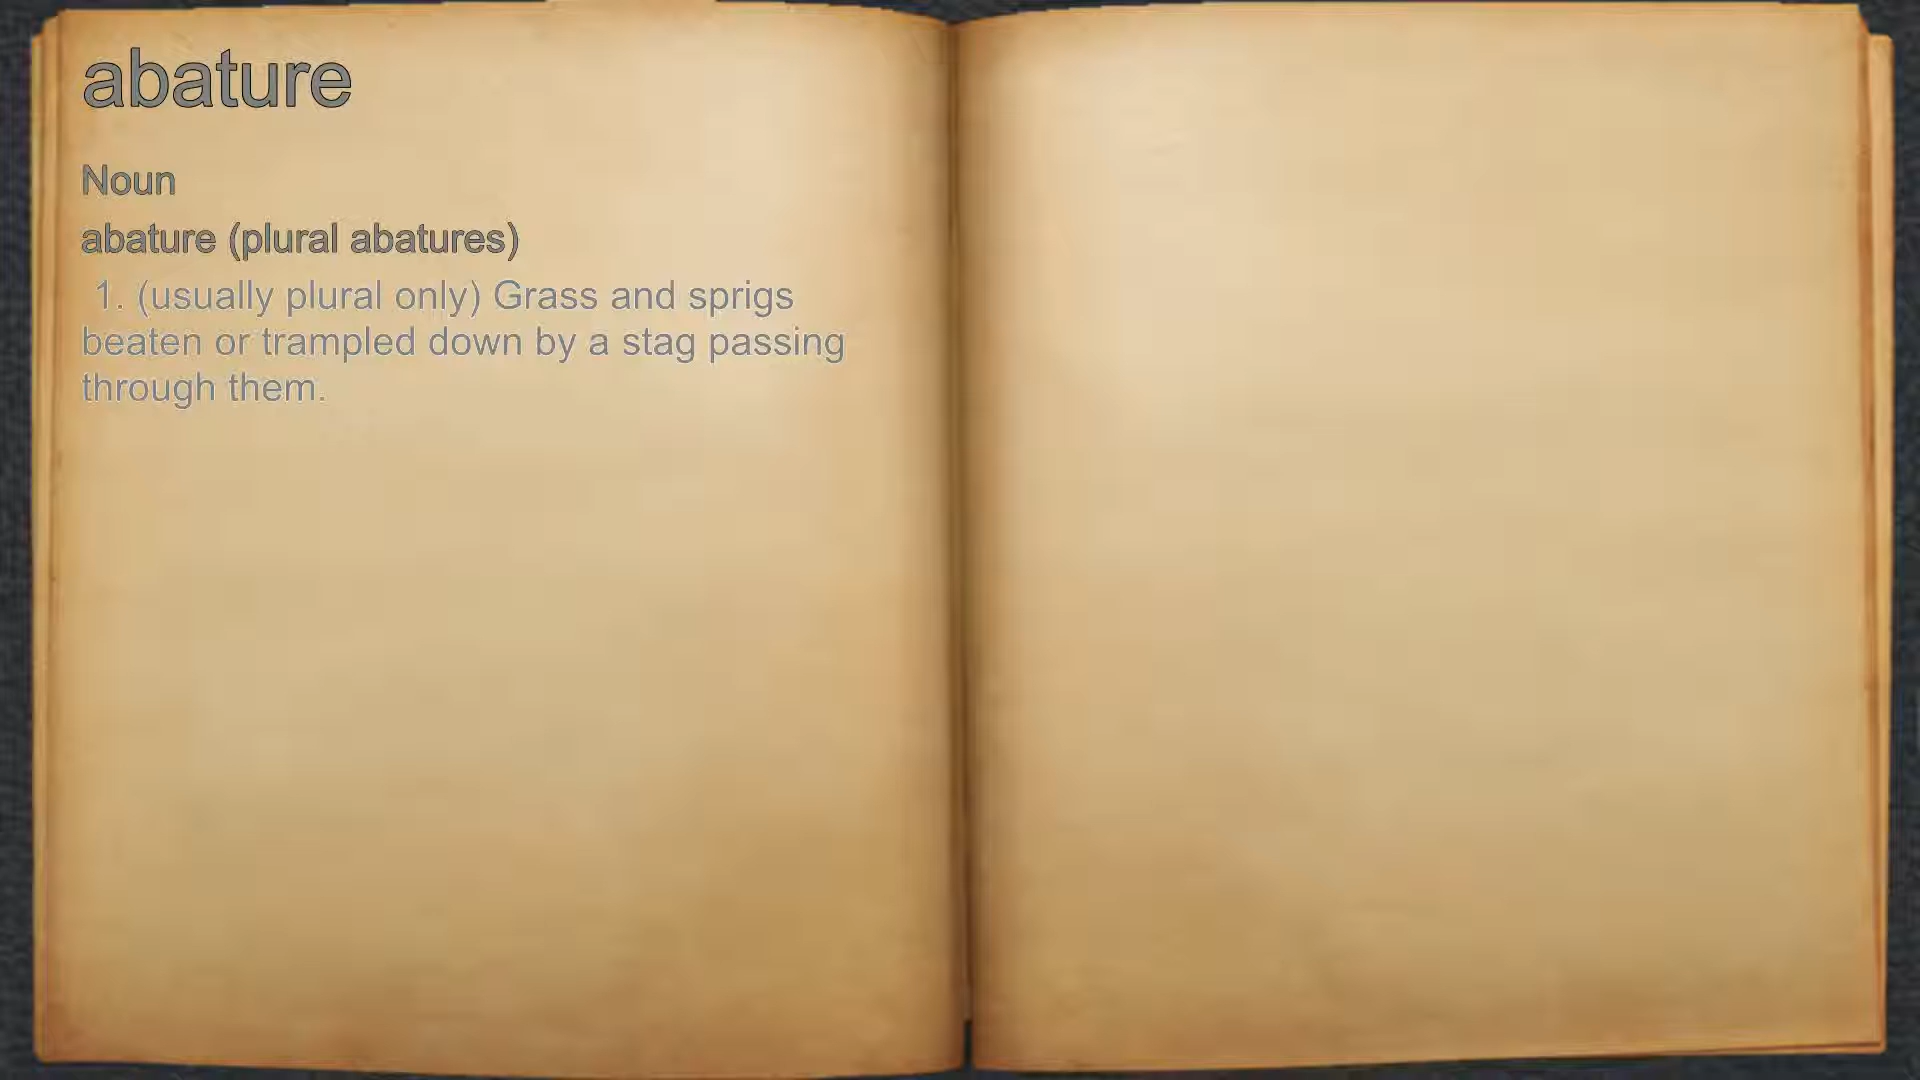 abature
Noun
abature (plural abatures)
1. (usually plural only) Grass and sprigs
beaten or trampled down by a stag passing
through them.